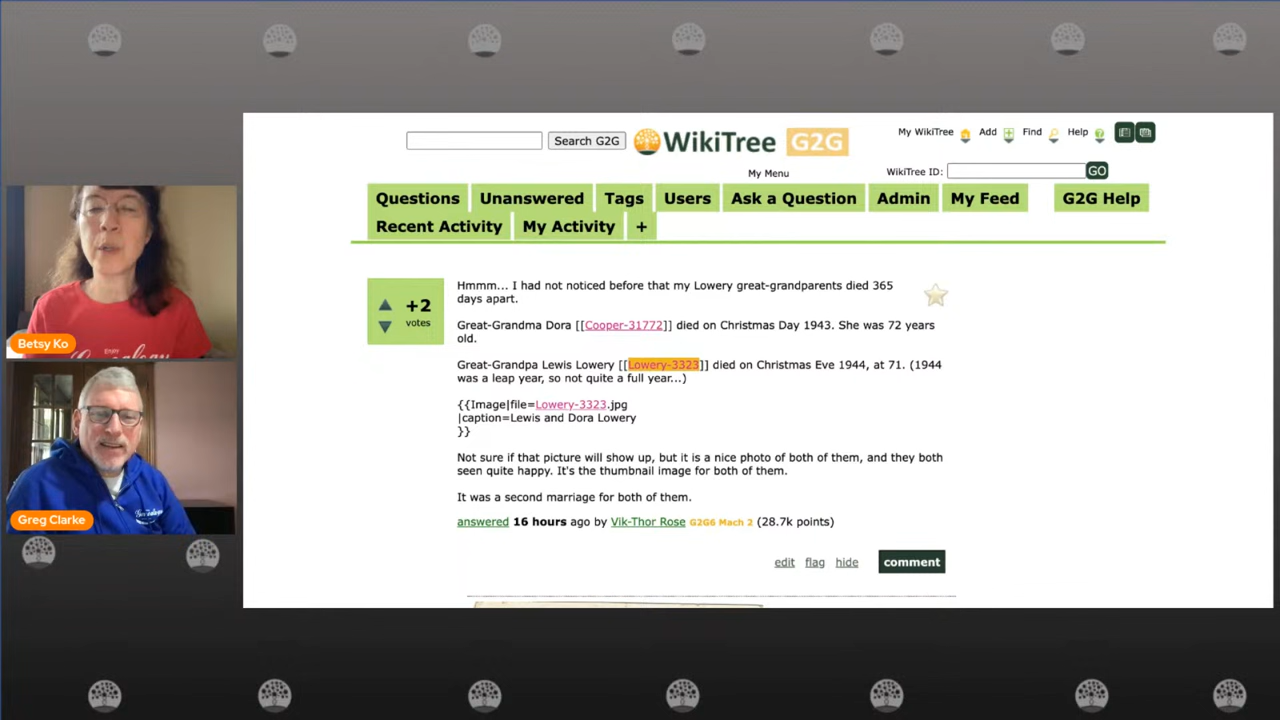 Search G2G
WikiTree G2G
My WikiTree Add Find Help
My Menu
WikiTree ID: GO
Questions Unanswered Tags Users Ask a Question Admin My Feed G2G Help
Recent Activity My Activity +
+2
votes
Hmmm... I had not noticed before that my Lowery great-grandparents died 365
days apart.
Great-Grandma Dora [[Cooper-31772]] died on Christmas Day 1943. She was 72 years
old.
Great-Grandpa Lewis Lowery [[Lowery-3323]] died on Christmas Eve 1944, at 71. (1944
was a leap year, so not quite a full year...)
{{Image|file=Lowery-3323.jpg
|caption=Lewis and Dora Lowery
}}
Not sure if that picture will show up, but it is a nice photo of both of them, and they both
seen quite happy. It's the thumbnail image for both of them.
It was a second marriage for both of them.
answered 16 hours ago by Vik-Thor Rose G2G6 Mach 2 (28.7k points)
edit flag hide comment
Betsy Ko
Greg Clarke